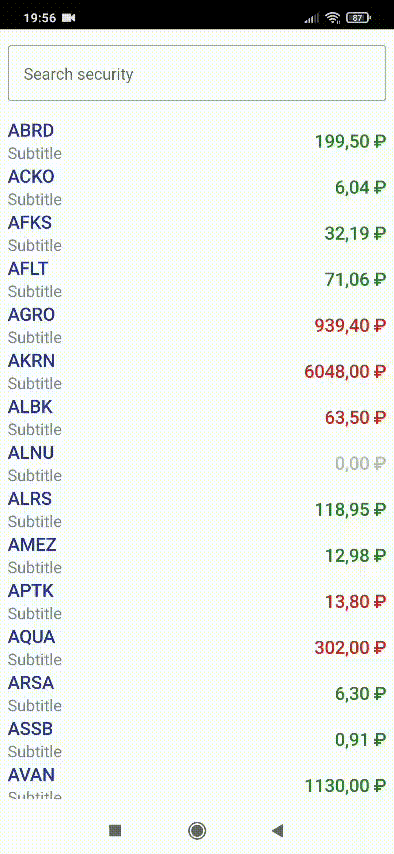 19:56
87
Search security
ABRD
Subtitle
199,50 ₽
ACKO
Subtitle
6,04 ₽
AFKS
Subtitle
32,19 ₽
AFLT
Subtitle
71,06 ₽
AGRO
Subtitle
939,40 ₽
AKRN
Subtitle
6048,00 ₽
ALBK
Subtitle
63,50 ₽
ALNU
Subtitle
0,00 ₽
ALRS
Subtitle
118,95 ₽
AMEZ
Subtitle
12,98 ₽
APTK
Subtitle
13,80 ₽
AQUA
Subtitle
302,00 ₽
ARSA
Subtitle
6,30 ₽
ASSB
Subtitle
0,91 ₽
AVAN
Subtitle
1130,00 ₽